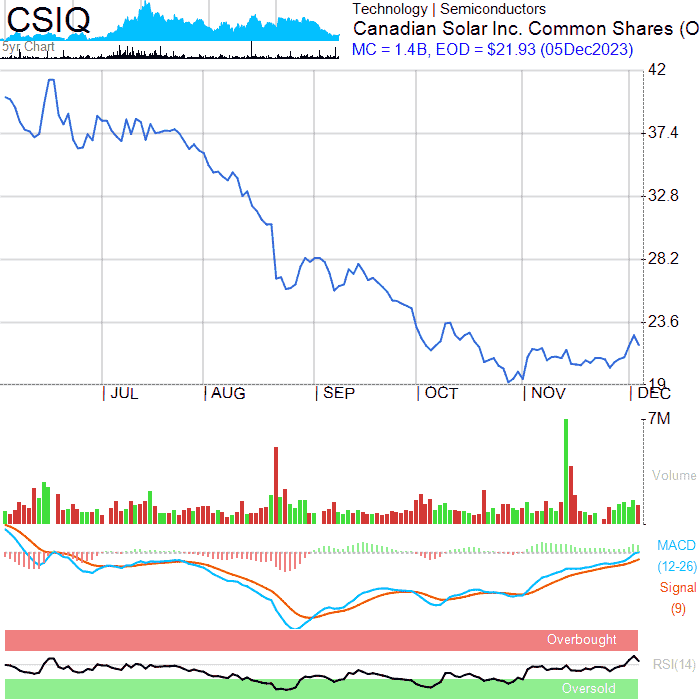 CSIQ
5yr Chart
Technology | Semiconductors
Canadian Solar Inc. Common Shares (O
MC = 1.4B, EOD = $21.93 (05Dec2023)
42
37.4
32.8
28.2
23.6
19
JUL AUG SEP OCT NOV DEC
7M
Volume
MACD
(12-26)
Signal
(9)
Overbought
RSI(14)
Oversold